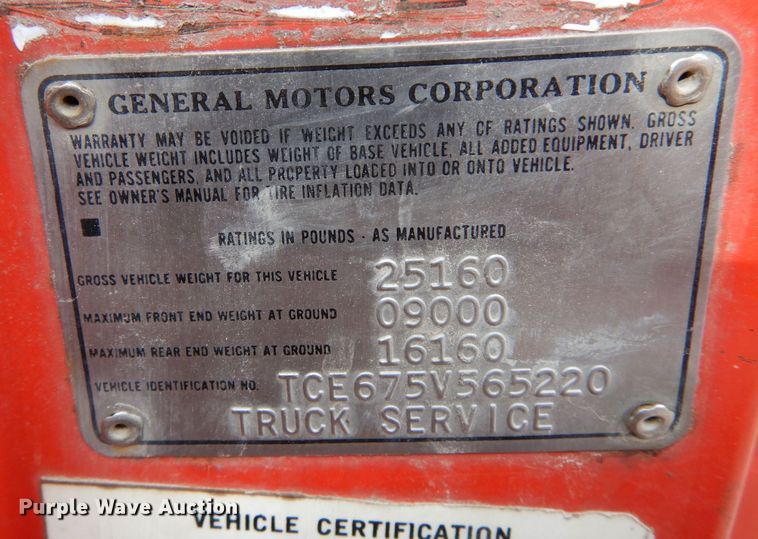 GENERAL MOTORS CORPORATION
WARRANTY MAY BE VOIDED IF WEIGHT EXCEEDS ANY OF RATINGS SHOWN. GROSS
VEHICLE WEIGHT INCLUDES WEIGHT OF BASE VEHICLE, ALL ADDED EQUIPMENT, DRIVER
AND PASSENGERS, AND ALL PROPERTY LOADED INTO OR ONTO VEHICLE.
SEE OWNER'S MANUAL FOR TIRE INFLATION DATA.
RATINGS IN POUNDS - AS MANUFACTURED
GROSS VEHICLE WEIGHT FOR THIS VEHICLE 25160
MAXIMUM FRONT END WEIGHT AT GROUND 09000
MAXIMUM REAR END WEIGHT AT GROUND 16160
VEHICLE IDENTIFICATION NO. TCE675V565220
TRUCK SERVICE
Purple Wave Auction
VEHICLE CERTIFICATION